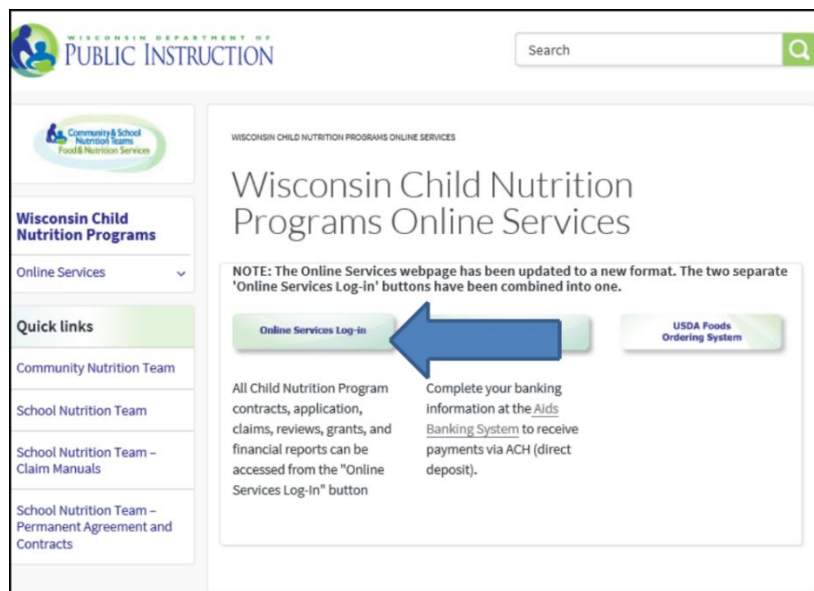 WISCONSIN DEPARTMENT OF
PUBLIC INSTRUCTION
Search
Community & School
Nutrition Teams
Food & Nutrition Services
Wisconsin Child
Nutrition Programs
Online Services
Quick links
Community Nutrition Team
School Nutrition Team
School Nutrition Team –
Claim Manuals
School Nutrition Team –
Permanent Agreement and
Contracts
WISCONSIN CHILD NUTRITION PROGRAMS ONLINE SERVICES
Wisconsin Child Nutrition
Programs Online Services
NOTE: The Online Services webpage has been updated to a new format. The two separate
'Online Services Log-in' buttons have been combined into one.
Online Services Log-in
All Child Nutrition Program
contracts, application,
claims, reviews, grants, and
financial reports can be
accessed from the "Online
Services Log-In" button
Complete your banking
information at the Aids
Banking System to receive
payments via ACH (direct
deposit).
USDA Foods
Ordering System